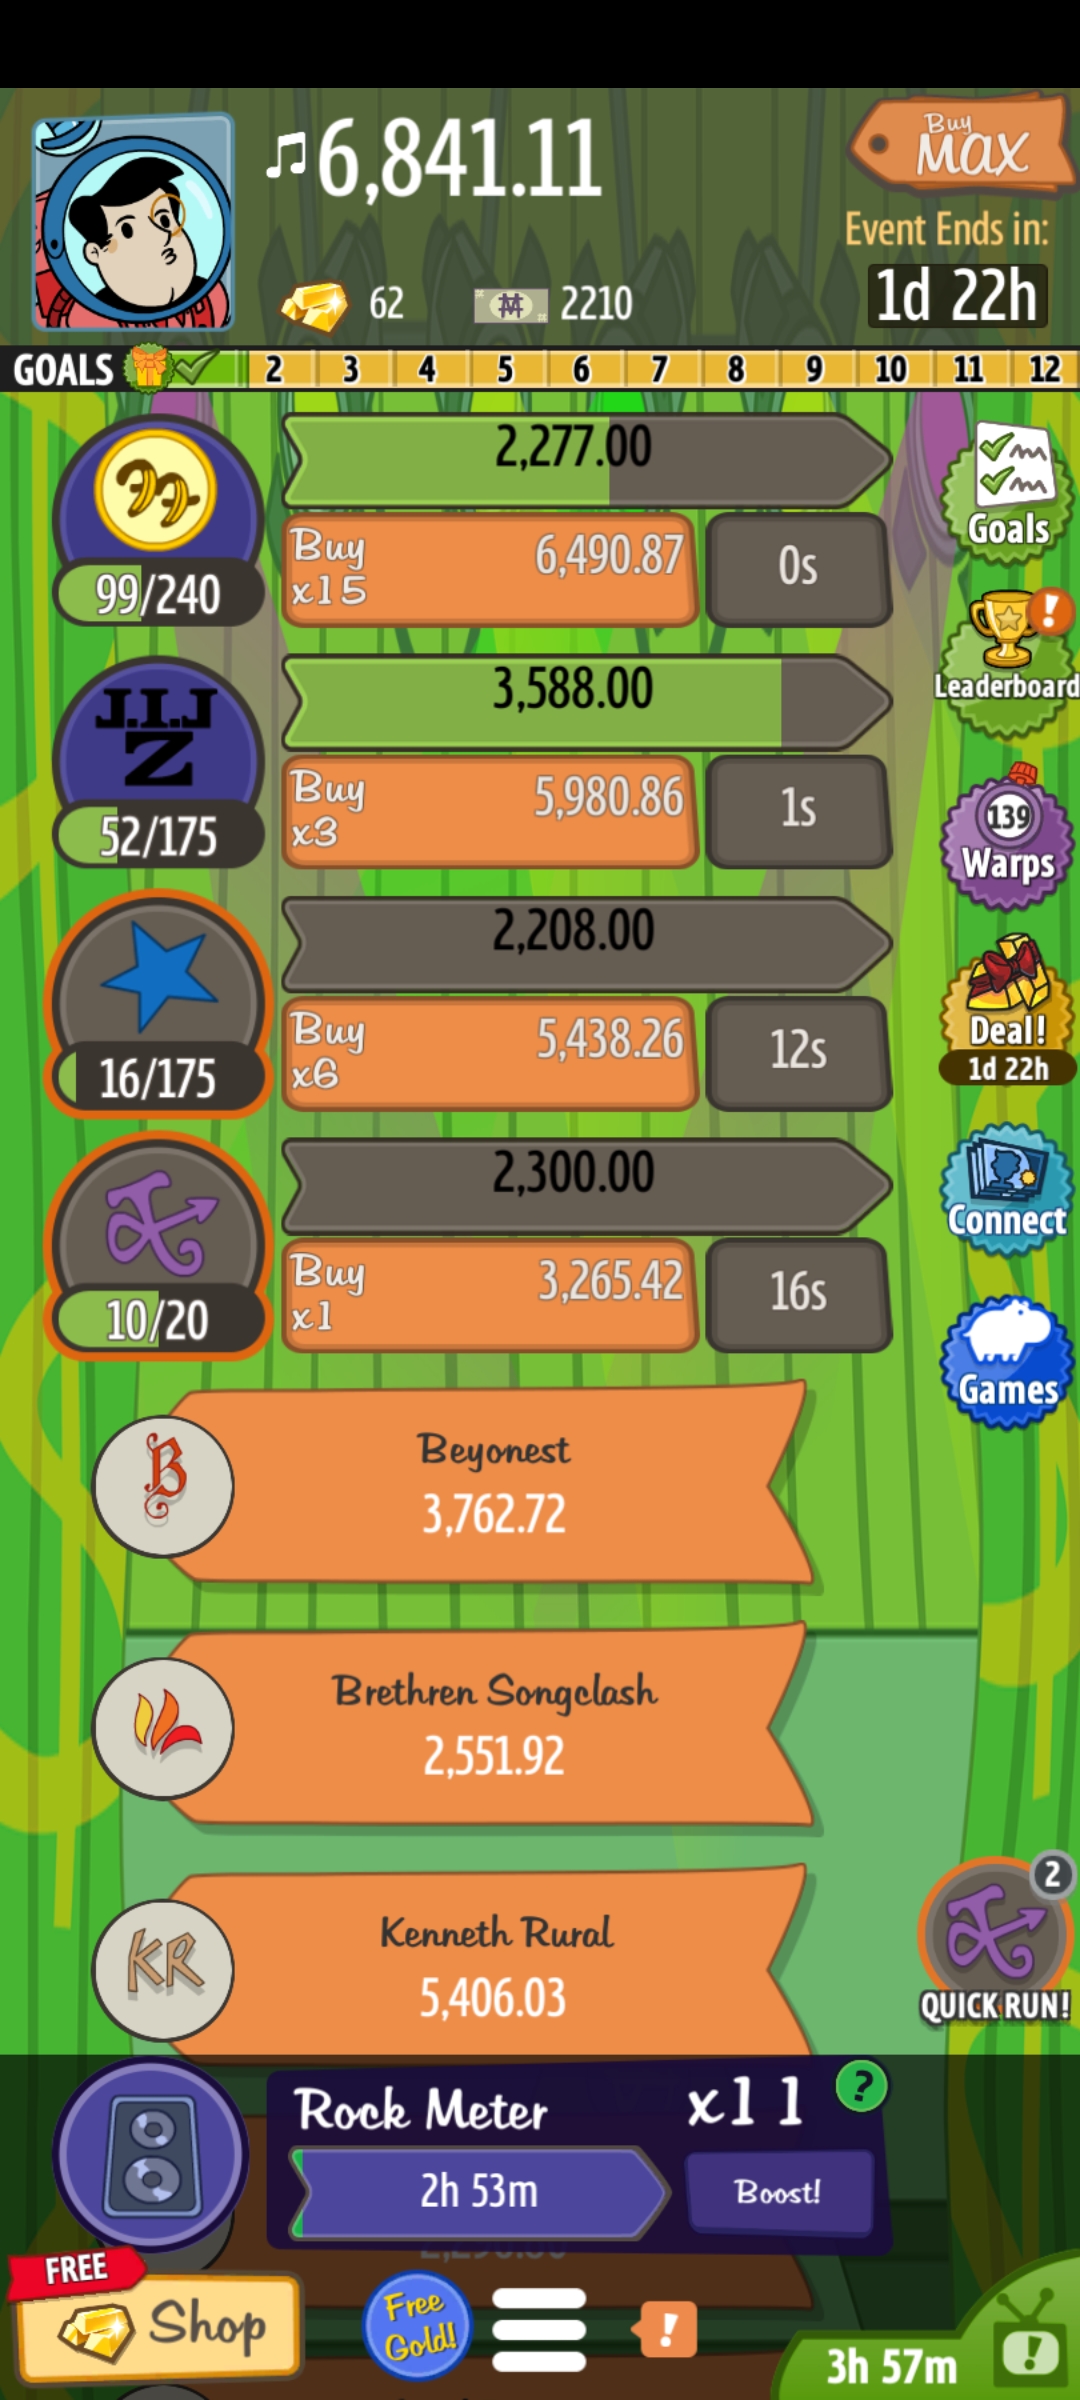 ♫6,841.11
Buy
MAX
Event Ends in:
1d 22h
62
2210
GOALS 2 3 4 5 6 7 8 9 10 11 12
2,277.00
Buy
x15
6,490.87
0s
99/240
Goals
J.I.J
Z
3,588.00
Buy
x3
5,980.86
1s
52/175
!
Leaderboard
139
Warps
2,208.00
Buy
x6
5,438.26
12s
16/175
Deal!
1d 22h
2,300.00
Buy
x1
3,265.42
16s
10/20
Connect
Games
B
Beyonest
3,762.72
Brethren Songclash
2,551.92
KR
Kenneth Rural
5,406.03
2
QUICK RUN!
Rock Meter
x11
?
2h 53m
Boost!
FREE
Shop
Free
Gold!
!
3h 57m
!